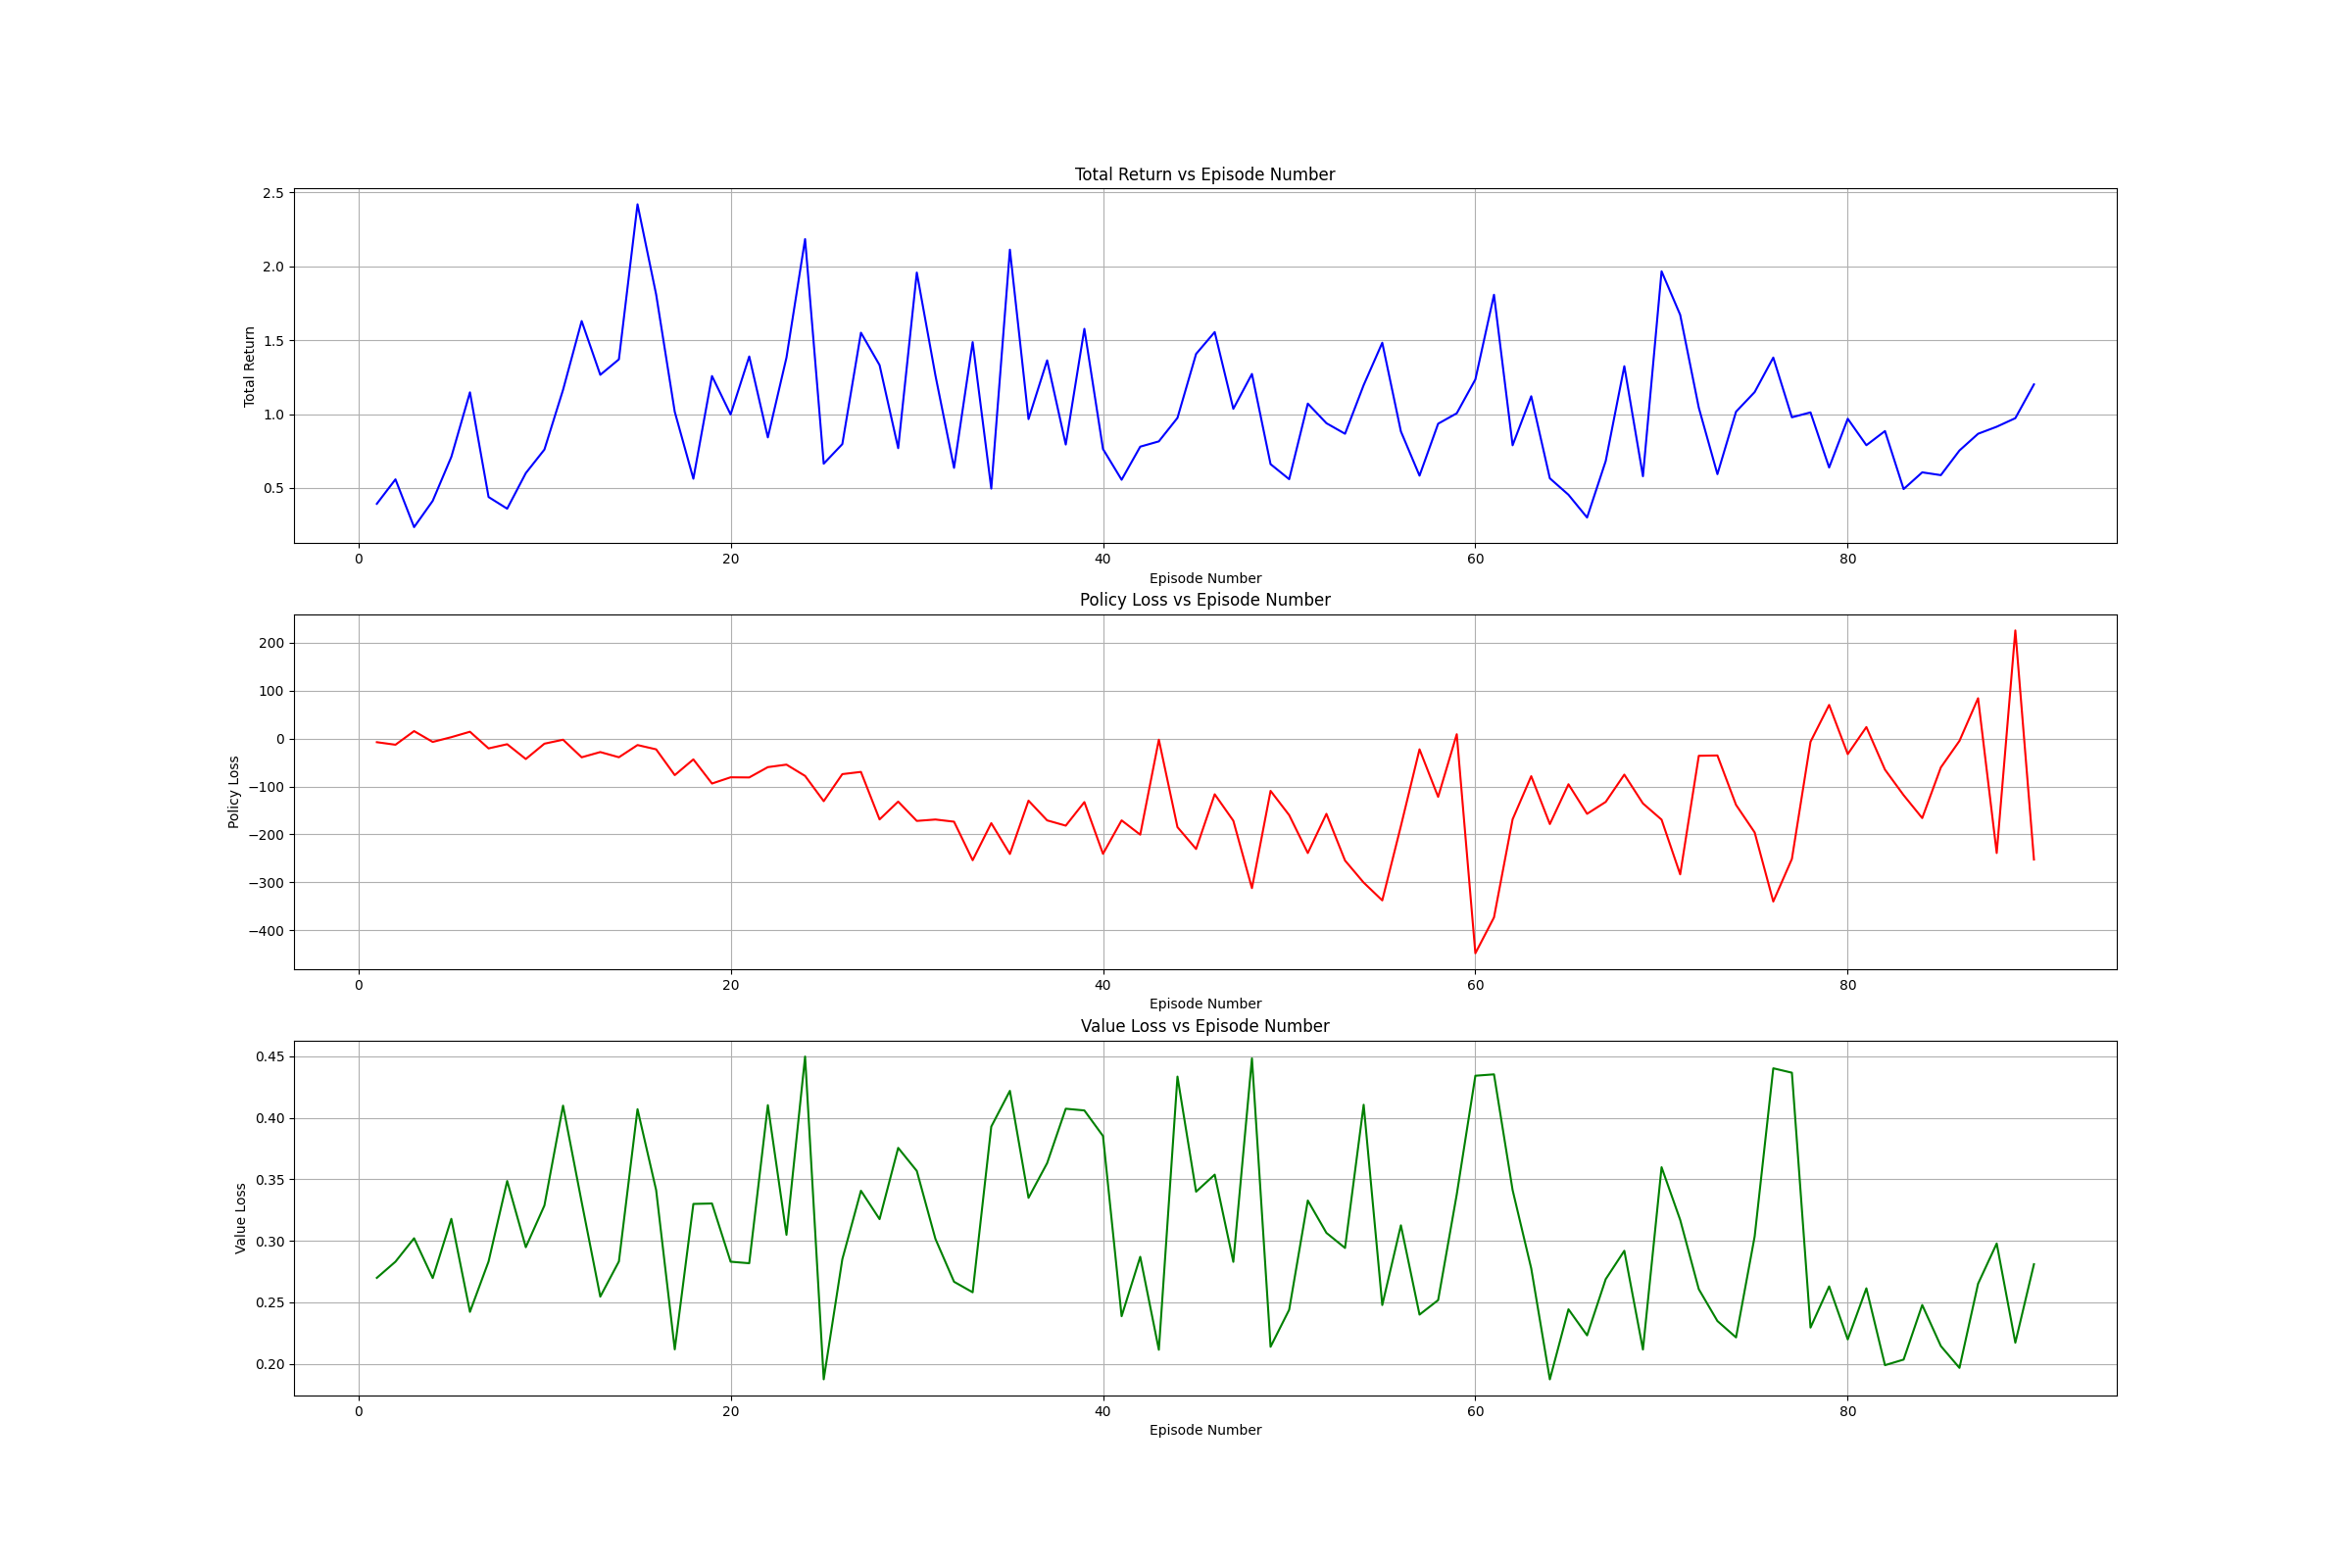 Total Return vs Episode Number
2.5
2.0
1.5
1.0
0.5
Total Return
0 20 40 60 80
Episode Number
Policy Loss vs Episode Number
200
100
0
−100
−200
−300
−400
Policy Loss
0 20 40 60 80
Episode Number
Value Loss vs Episode Number
0.45
0.40
0.35
0.30
0.25
0.20
Value Loss
0 20 40 60 80
Episode Number